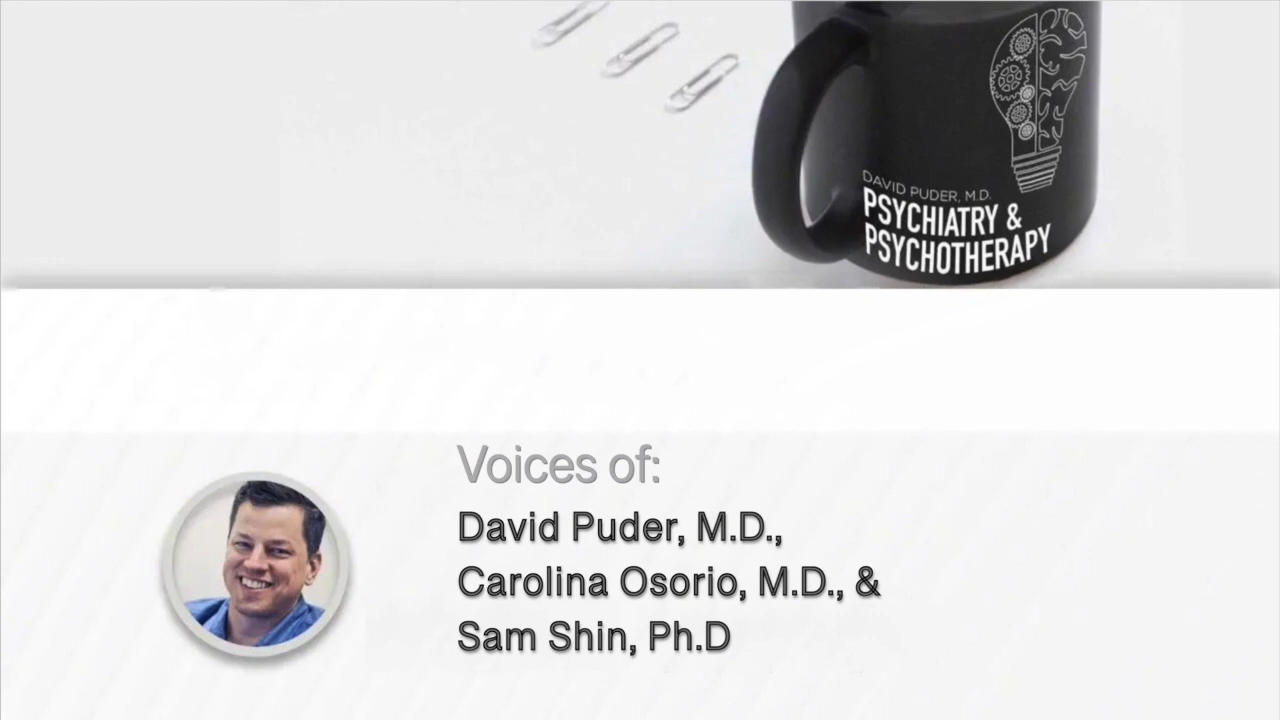 DAVID PUDER, M.D.
PSYCHIATRY &
PSYCHOTHERAPY
Voices of:
David Puder, M.D.,
Carolina Osorio, M.D., &
Sam Shin, Ph.D